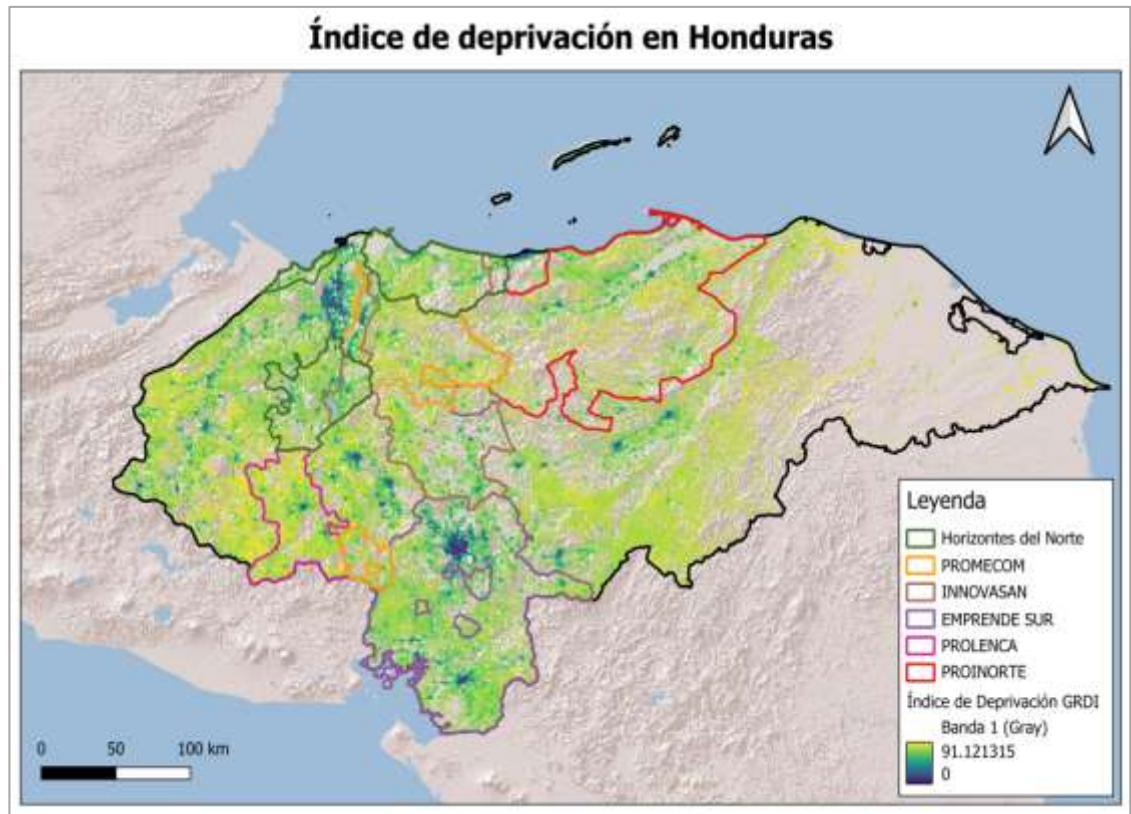 Índice de deprivación en Honduras
Leyenda
Horizontes del Norte
PROMECOM
INNOVASAN
EMPRENDE SUR
PROLENCA
PROINORTE
Índice de Deprivación GRDI
Banda 1 (Gray)
91.121315
0
0 50 100 km